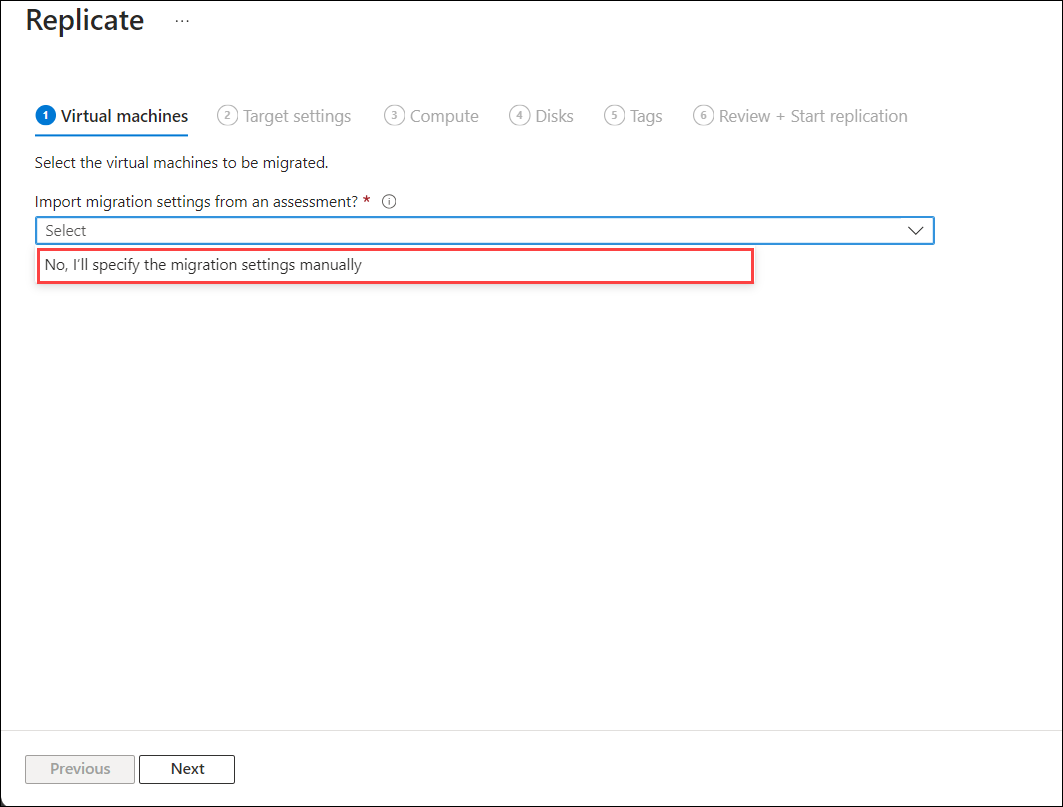 Replicate ...
1 Virtual machines 2 Target settings 3 Compute 4 Disks 5 Tags 6 Review + Start replication
Select the virtual machines to be migrated.
Import migration settings from an assessment? * i
Select
No, I’ll specify the migration settings manually
Previous Next